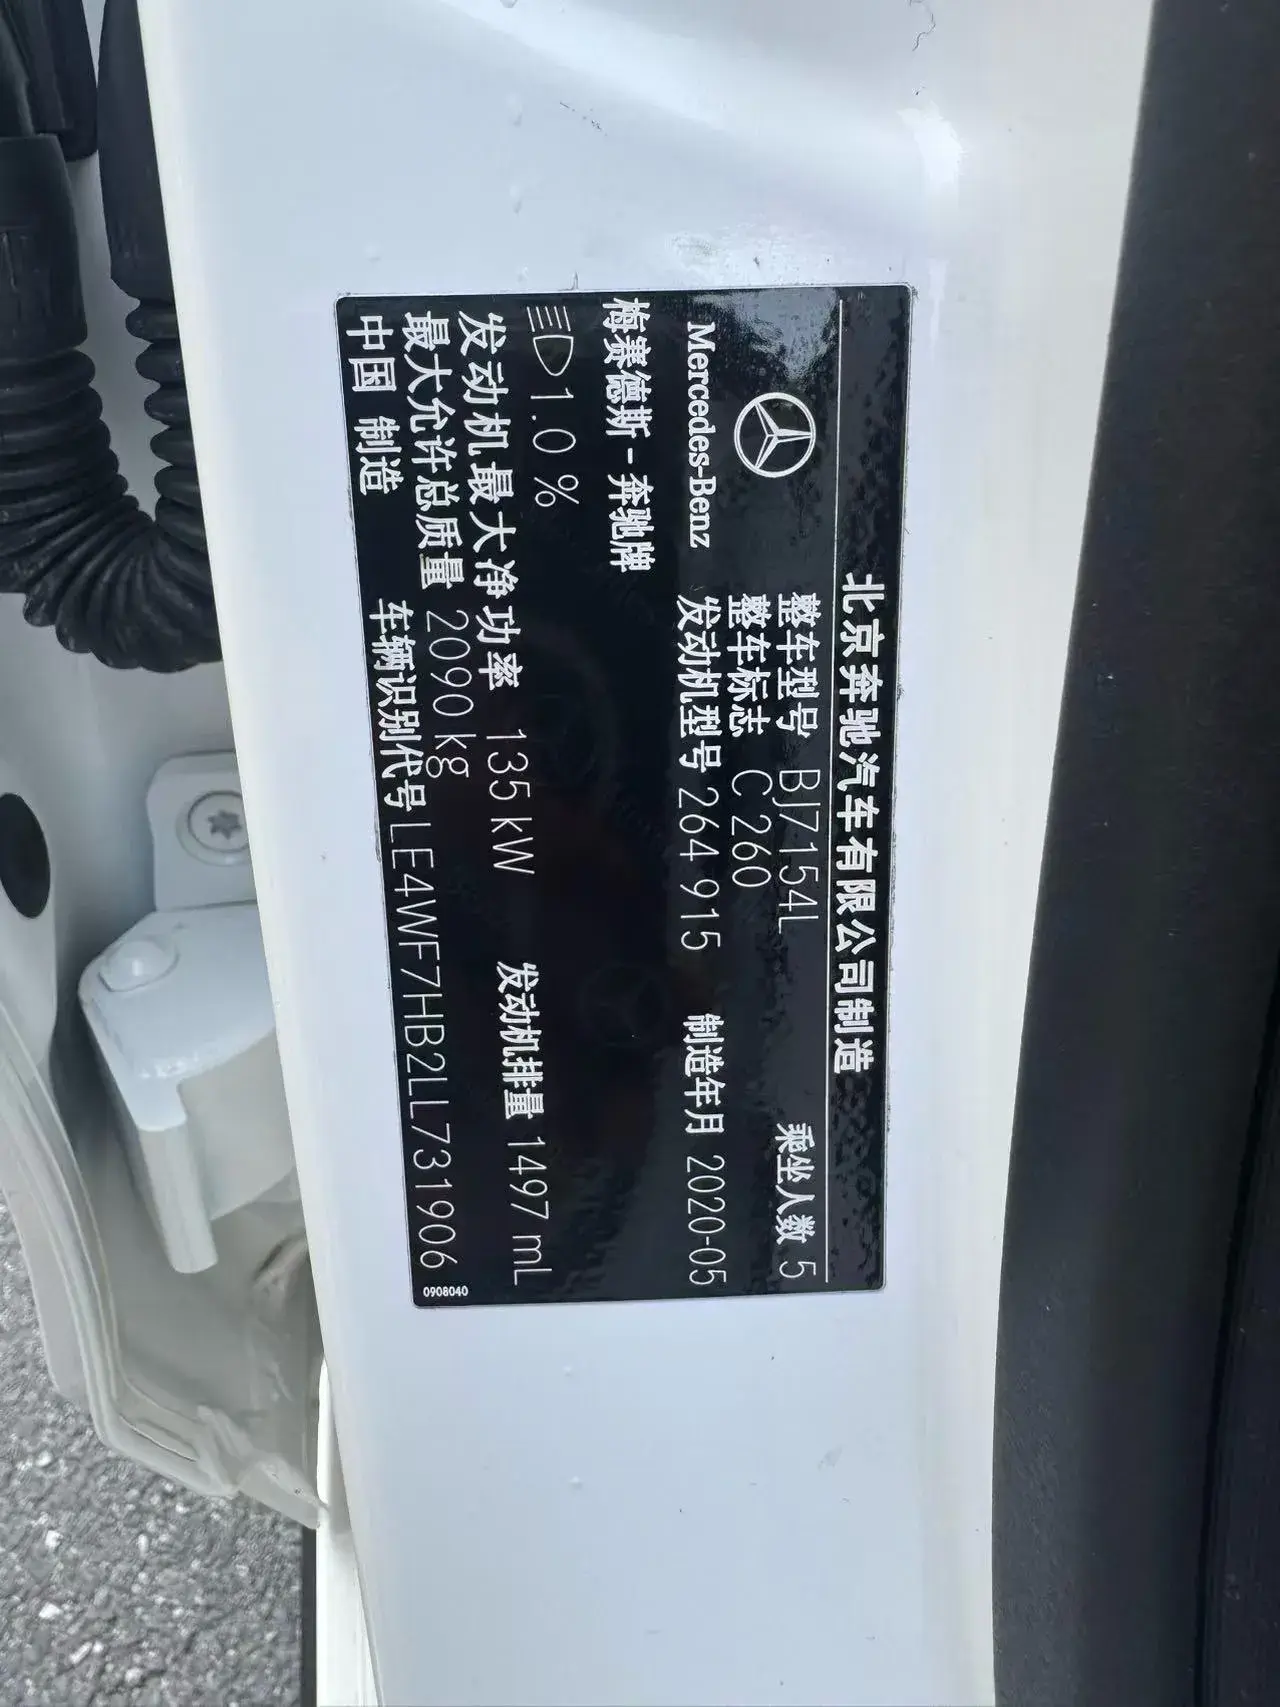 北京奔驰汽车有限公司制造
整车型号 BJ7154L 乘坐人数 5
整车标志 C 260
Mercedes-Benz 发动机型号 264 915 制造年月 2020-05
梅赛德斯-奔驰牌
1.0 %
发动机最大净功率 135 kW 发动机排量 1497 mL
最大允许总质量 2090 kg
中国 制造 车辆识别代号 LE4WF7HB2LL731906
0908040